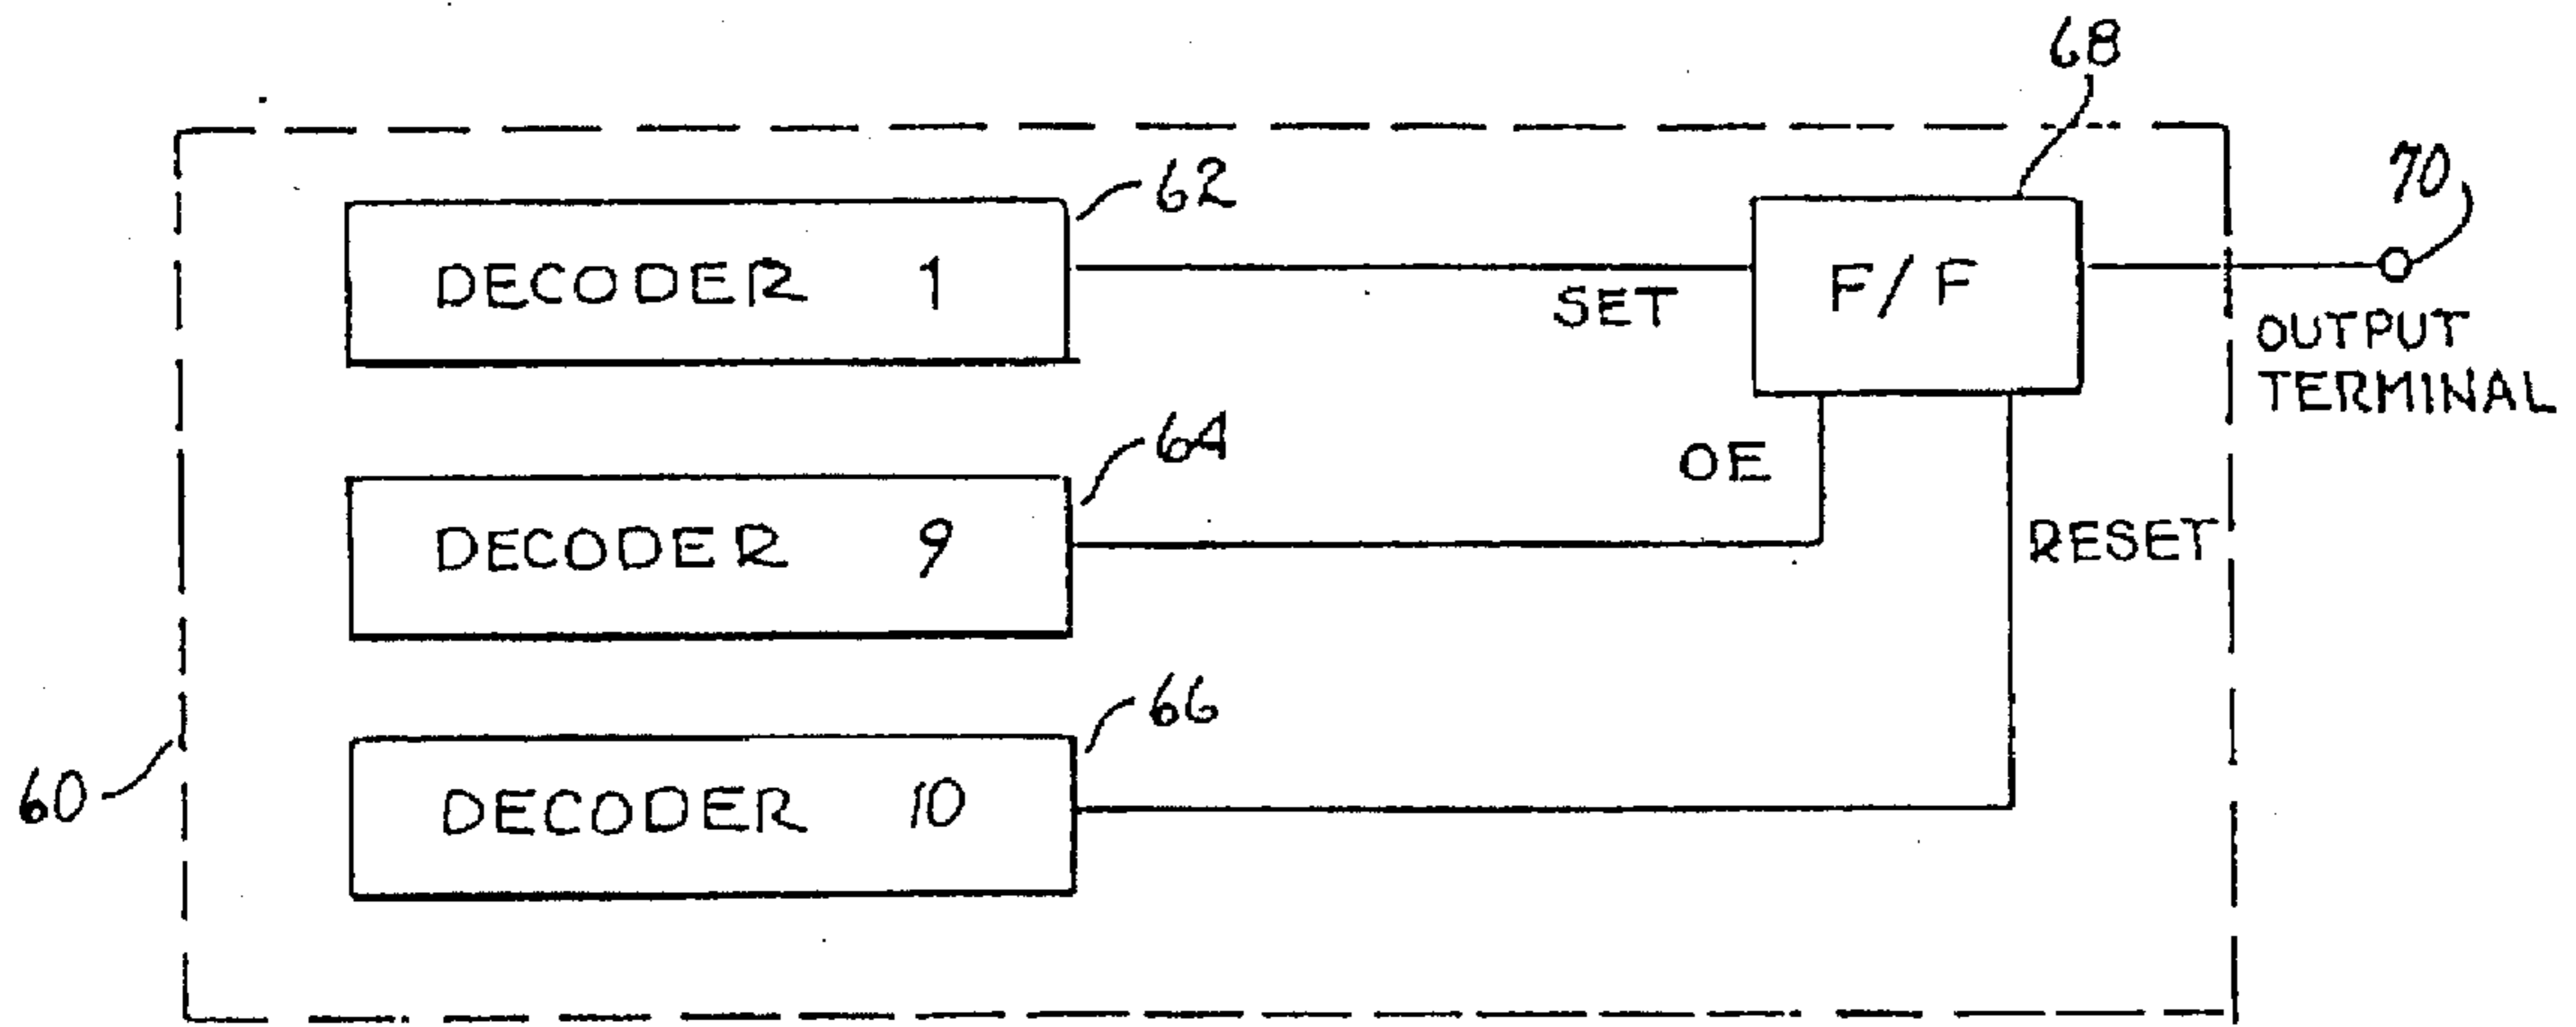 68
70
62
DECODER 1
SET
F/F
OUTPUT
TERMINAL
64
OE
DECODER 9
RESET
66
60
DECODER 10